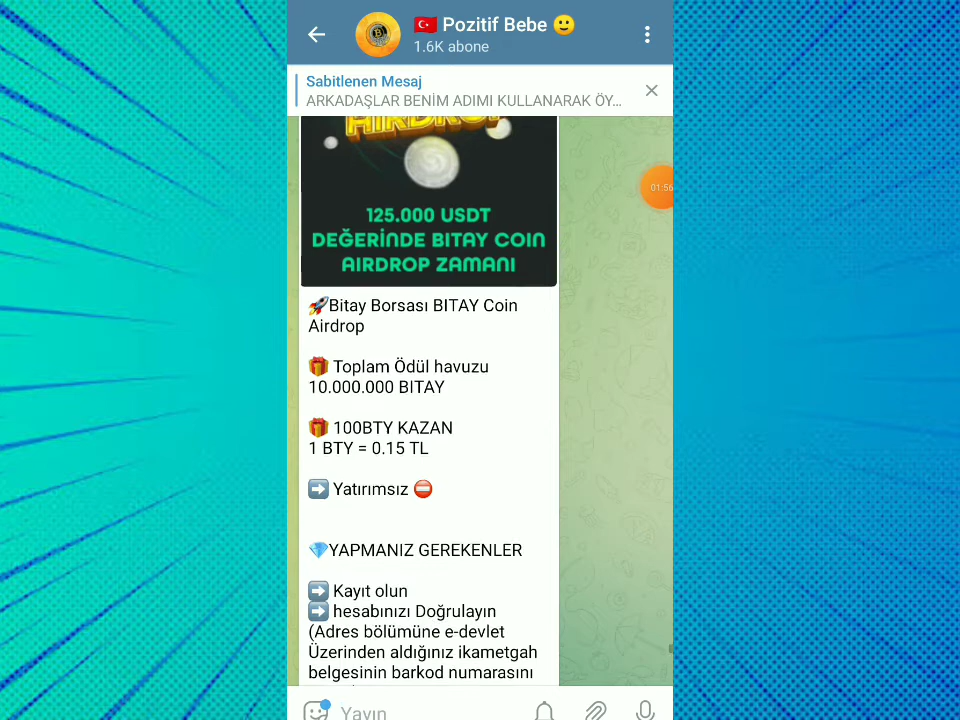 🇹🇷 Pozitif Bebe 🙂
1.6K abone
Sabitlenen Mesaj
ARKADAŞLAR BENİM ADIMI KULLANARAK ÖY...
AIRDROP
01:56
125.000 USDT
DEĞERİNDE BITAY COIN
AIRDROP ZAMANI
🚀Bitay Borsası BITAY Coin
Airdrop
🎁 Toplam Ödül havuzu
10.000.000 BITAY
🎁 100BTY KAZAN
1 BTY = 0.15 TL
➡️ Yatırımsız ⛔
💎YAPMANIZ GEREKENLER
➡️ Kayıt olun
➡️ hesabınızı Doğrulayın
(Adres bölümüne e-devlet
Üzerinden aldığınız ikametgah
belgesinin barkod numarasını
Yayın